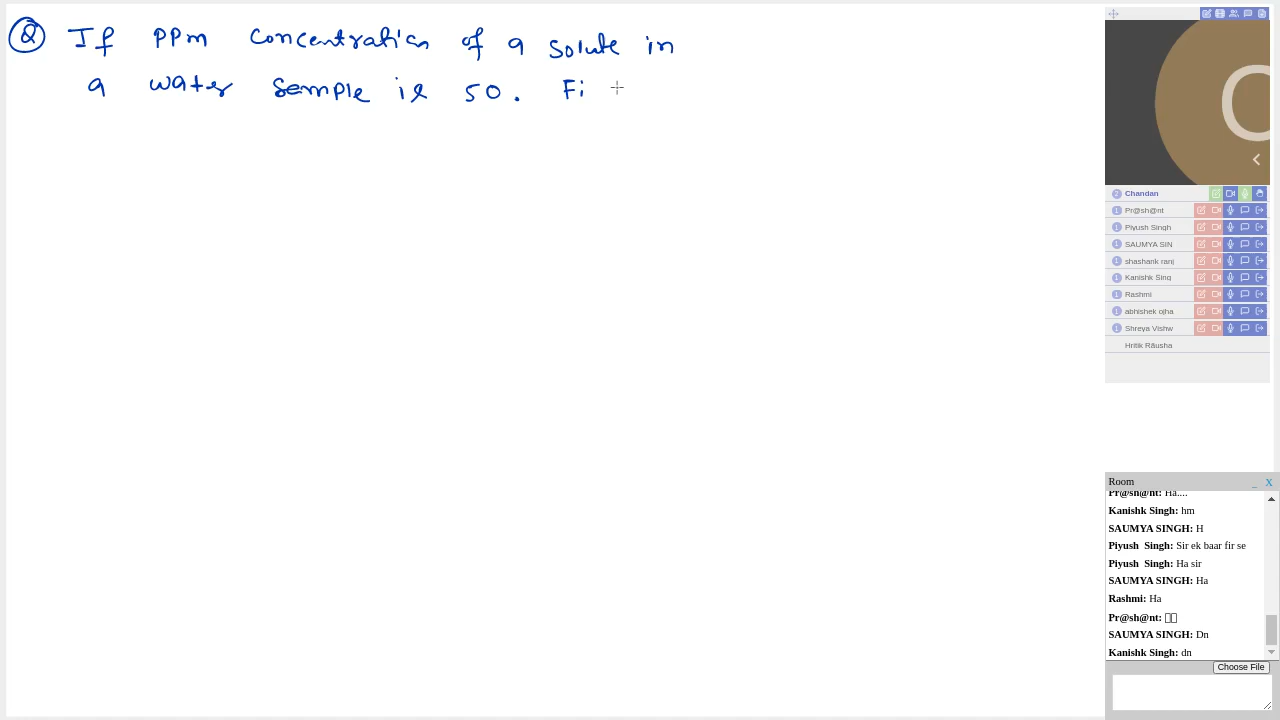 Q If PPm concentration of a solute in
a water sample is 50. Fi
C
Chandan
Pr@sh@nt
Piyush Singh
SAUMYA SIN
shashank ranj
Kanishk Sing
Rashmi
abhishek ojha
Shreya Vishw
Hritik Räusha
Room _ X
Pr@sh@nt: Ha....
Kanishk Singh: hm
SAUMYA SINGH: H
Piyush Singh: Sir ek baar fir se
Piyush Singh: Ha sir
SAUMYA SINGH: Ha
Rashmi: Ha
Pr@sh@nt:
SAUMYA SINGH: Dn
Kanishk Singh: dn
Choose File